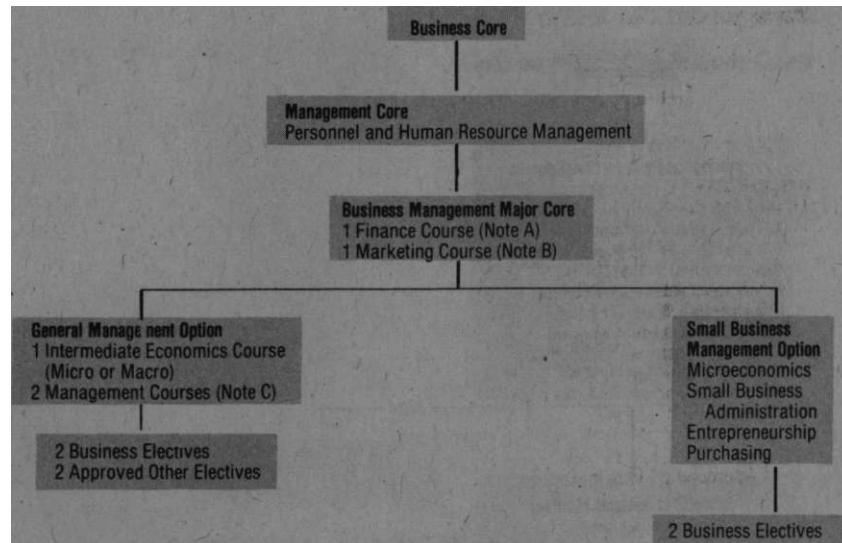 Business Core
Management Core
Personnel and Human Resource Management
Business Management Major Core
1 Finance Course (Note A)
1 Marketing Course (Note B)
General Manage nent Option
1 Intermediate Economics Course
(Micro or Macro)
2 Management Courses (Note C)
2 Business Electives
2 Approved Other Electives
Small Business
Management Option
Microeconomics
Small Business
Administration
Entrepreneurship
Purchasing
2 Business Electives